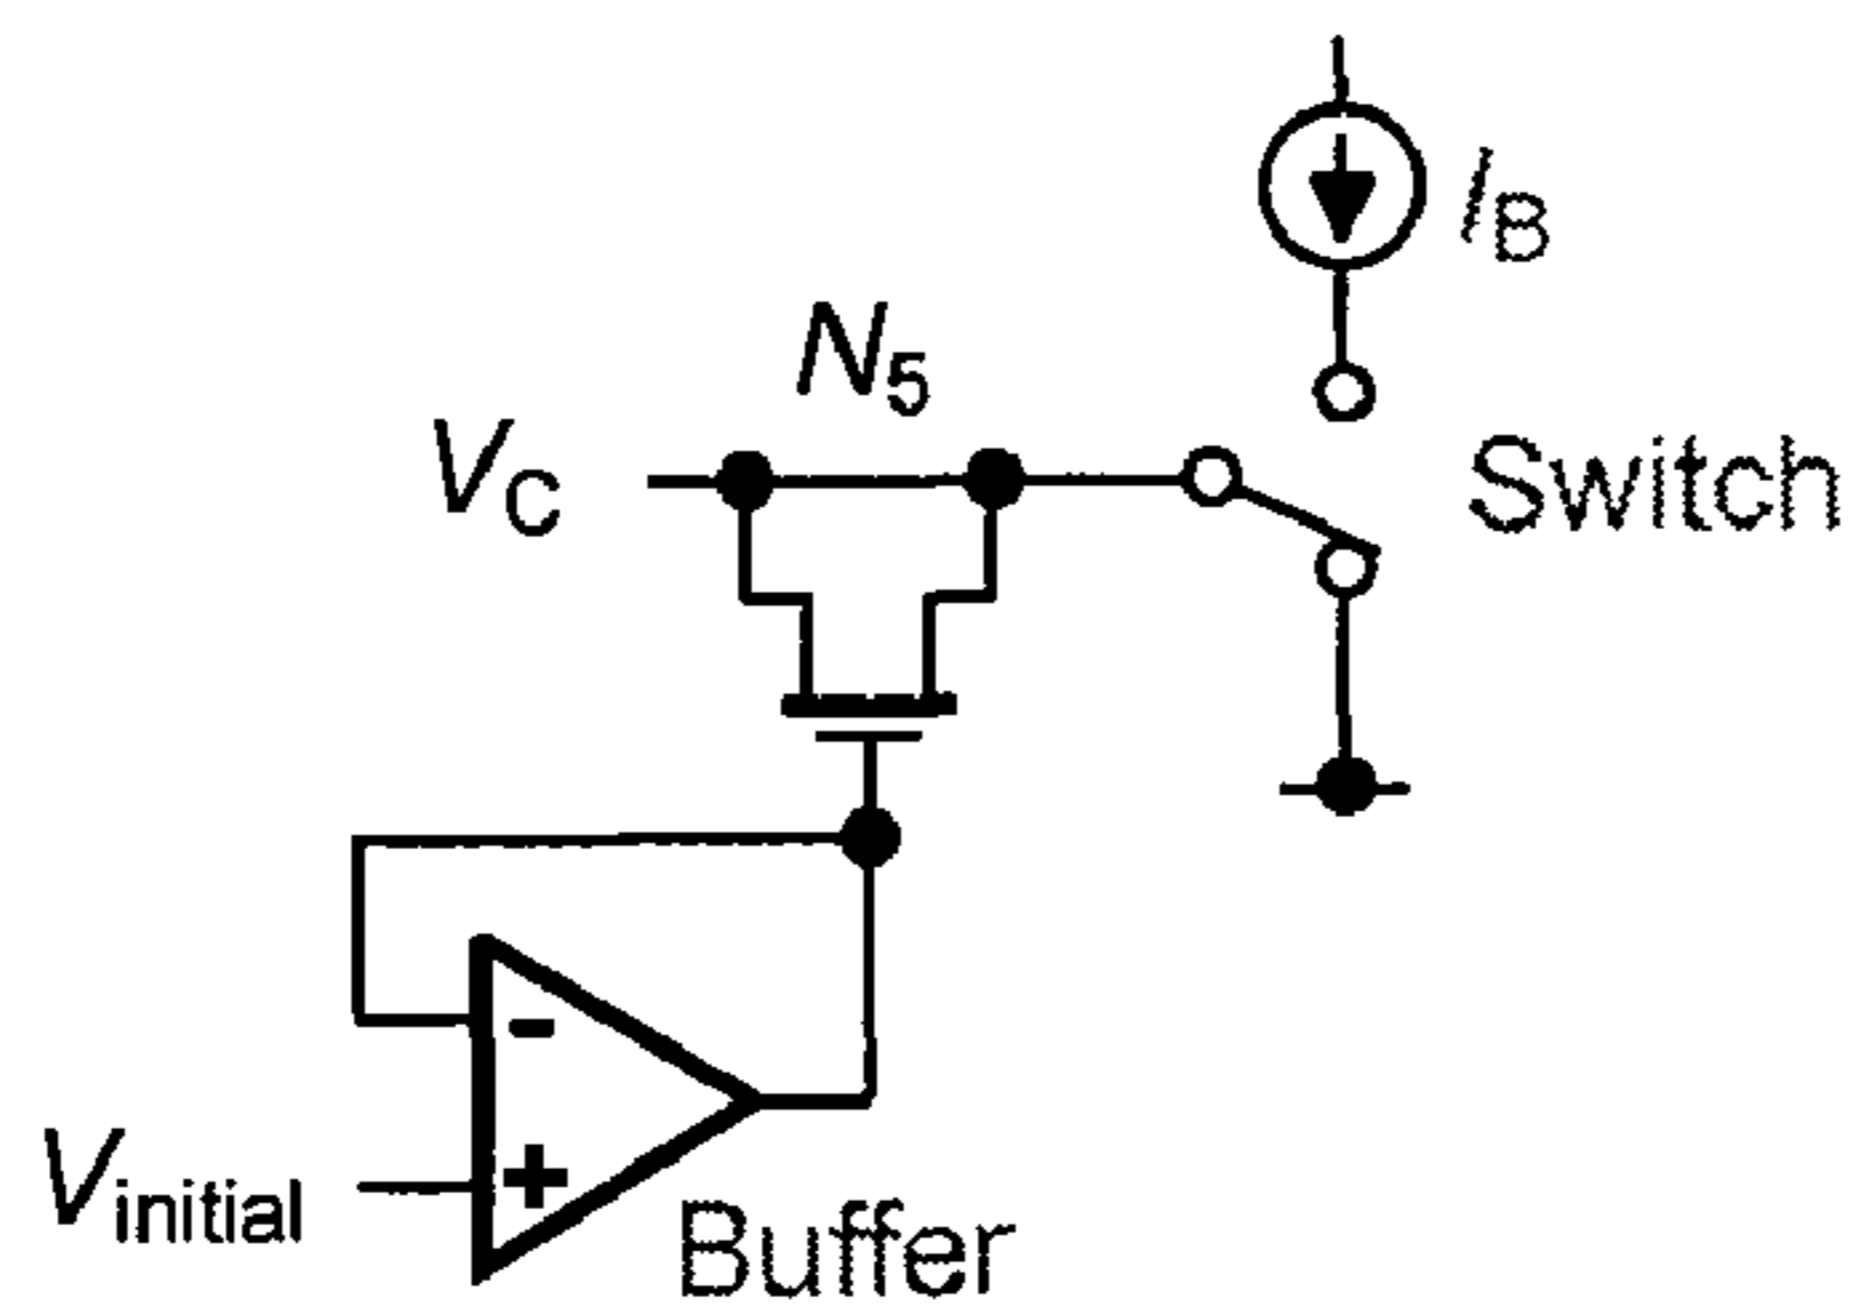 I_B
N_5
V_C
Switch
-
+
V_initial
Buffer